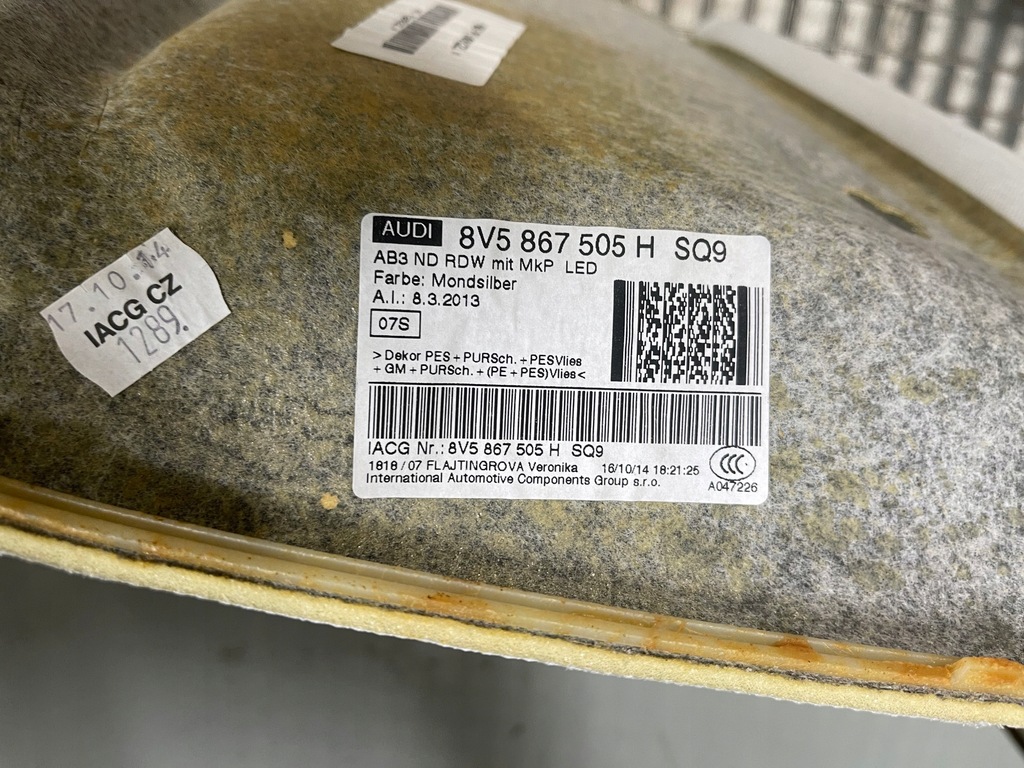 AUDI 8V5 867 505 H SQ9
AB3 ND RDW mit MkP LED
Farbe: Mondsilber
A.I.: 8.3.2013
07S
>Dekor PES+PURSch.+PESVlies
+GM+PURSch.+(PE+PES)Vlies<
IACG Nr.: 8V5 867 505 H SQ9
1818 / 07 FLAJTINGROVA Veronika 16/10/14 18:21:25
International Automotive Components Group s.r.o.
CCC
A047226
17.10.14
IACG CZ
1289.